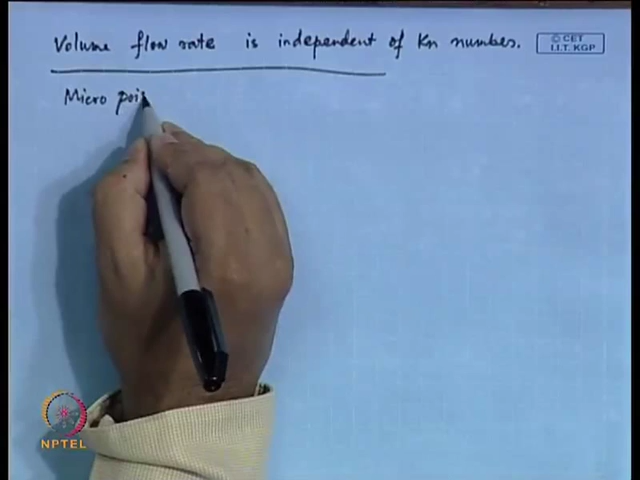 Volume flow rate is independent of Kn number.
© CET
I.I.T. KGP
Micro poi
NPTEL